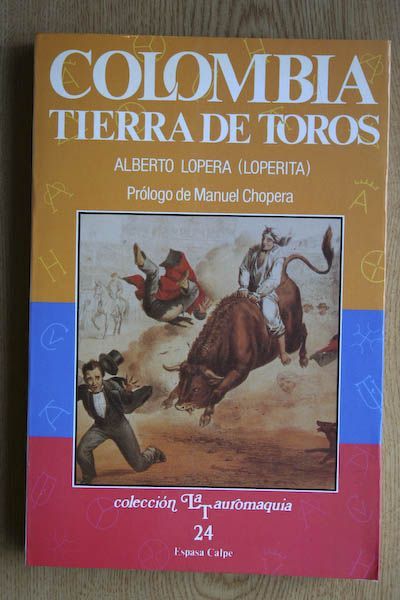 COLOMBIA
TIERRA DE TOROS
ALBERTO LOPERA (LOPERITA)
Prólogo de Manuel Chopera
colección La Tauromaquia
24
Espasa Calpe